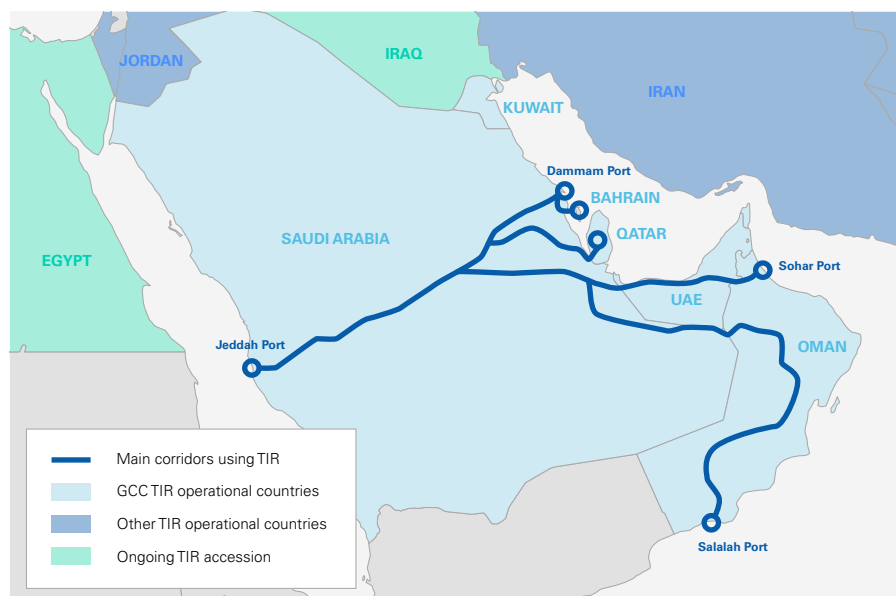 JORDAN
IRAQ
IRAN
KUWAIT
Dammam Port
BAHRAIN
SAUDI ARABIA
QATAR
EGYPT
Sohar Port
UAE
Jeddah Port
OMAN
Main corridors using TIR
GCC TIR operational countries
Other TIR operational countries
Ongoing TIR accession
Salalah Port